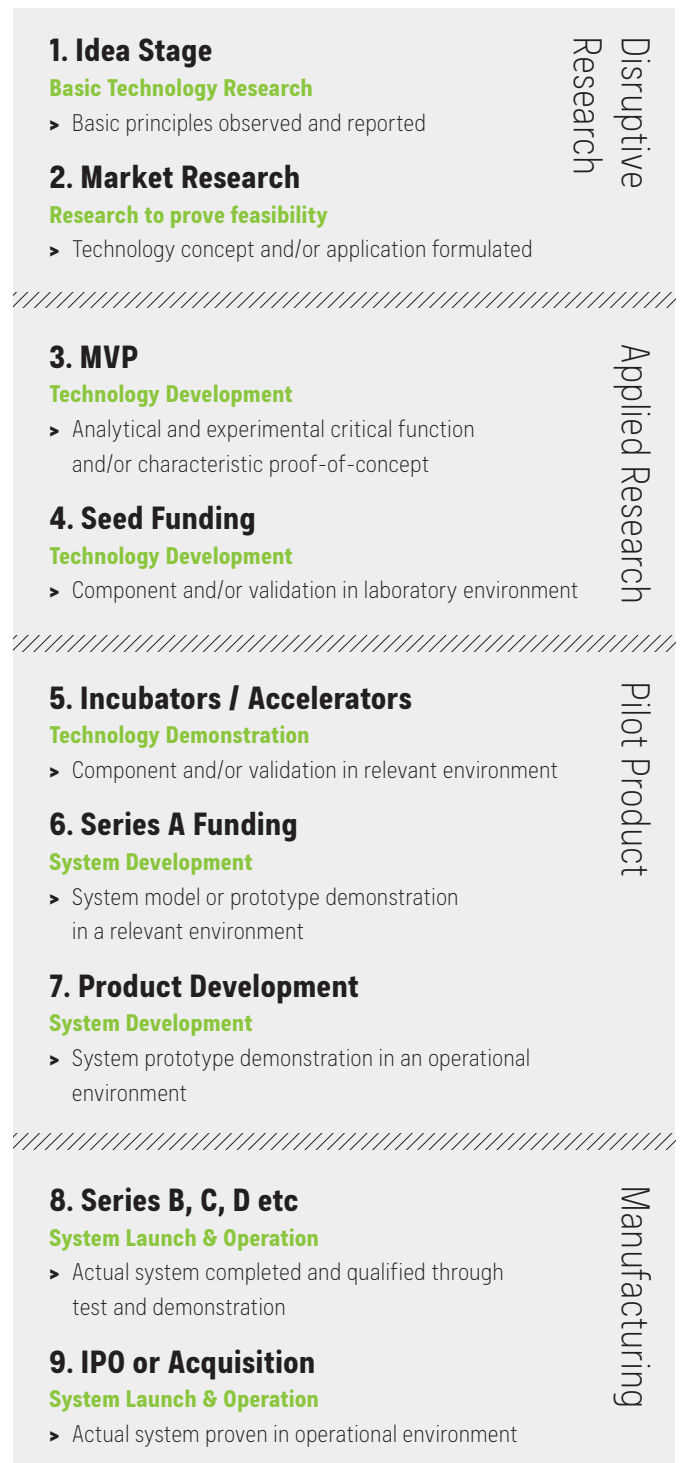 1. Idea Stage
Basic Technology Research
> Basic principles observed and reported
2. Market Research
Research to prove feasibility
> Technology concept and/or application formulated
Disruptive
Research
3. MVP
Technology Development
> Analytical and experimental critical function
and/or characteristic proof-of-concept
4. Seed Funding
Technology Development
> Component and/or validation in laboratory environment
Applied Research
5. Incubators / Accelerators
Technology Demonstration
> Component and/or validation in relevant environment
6. Series A Funding
System Development
> System model or prototype demonstration
in a relevant environment
7. Product Development
System Development
> System prototype demonstration in an operational
environment
Pilot Product
8. Series B, C, D etc
System Launch & Operation
> Actual system completed and qualified through
test and demonstration
9. IPO or Acquisition
System Launch & Operation
> Actual system proven in operational environment
Manufacturing